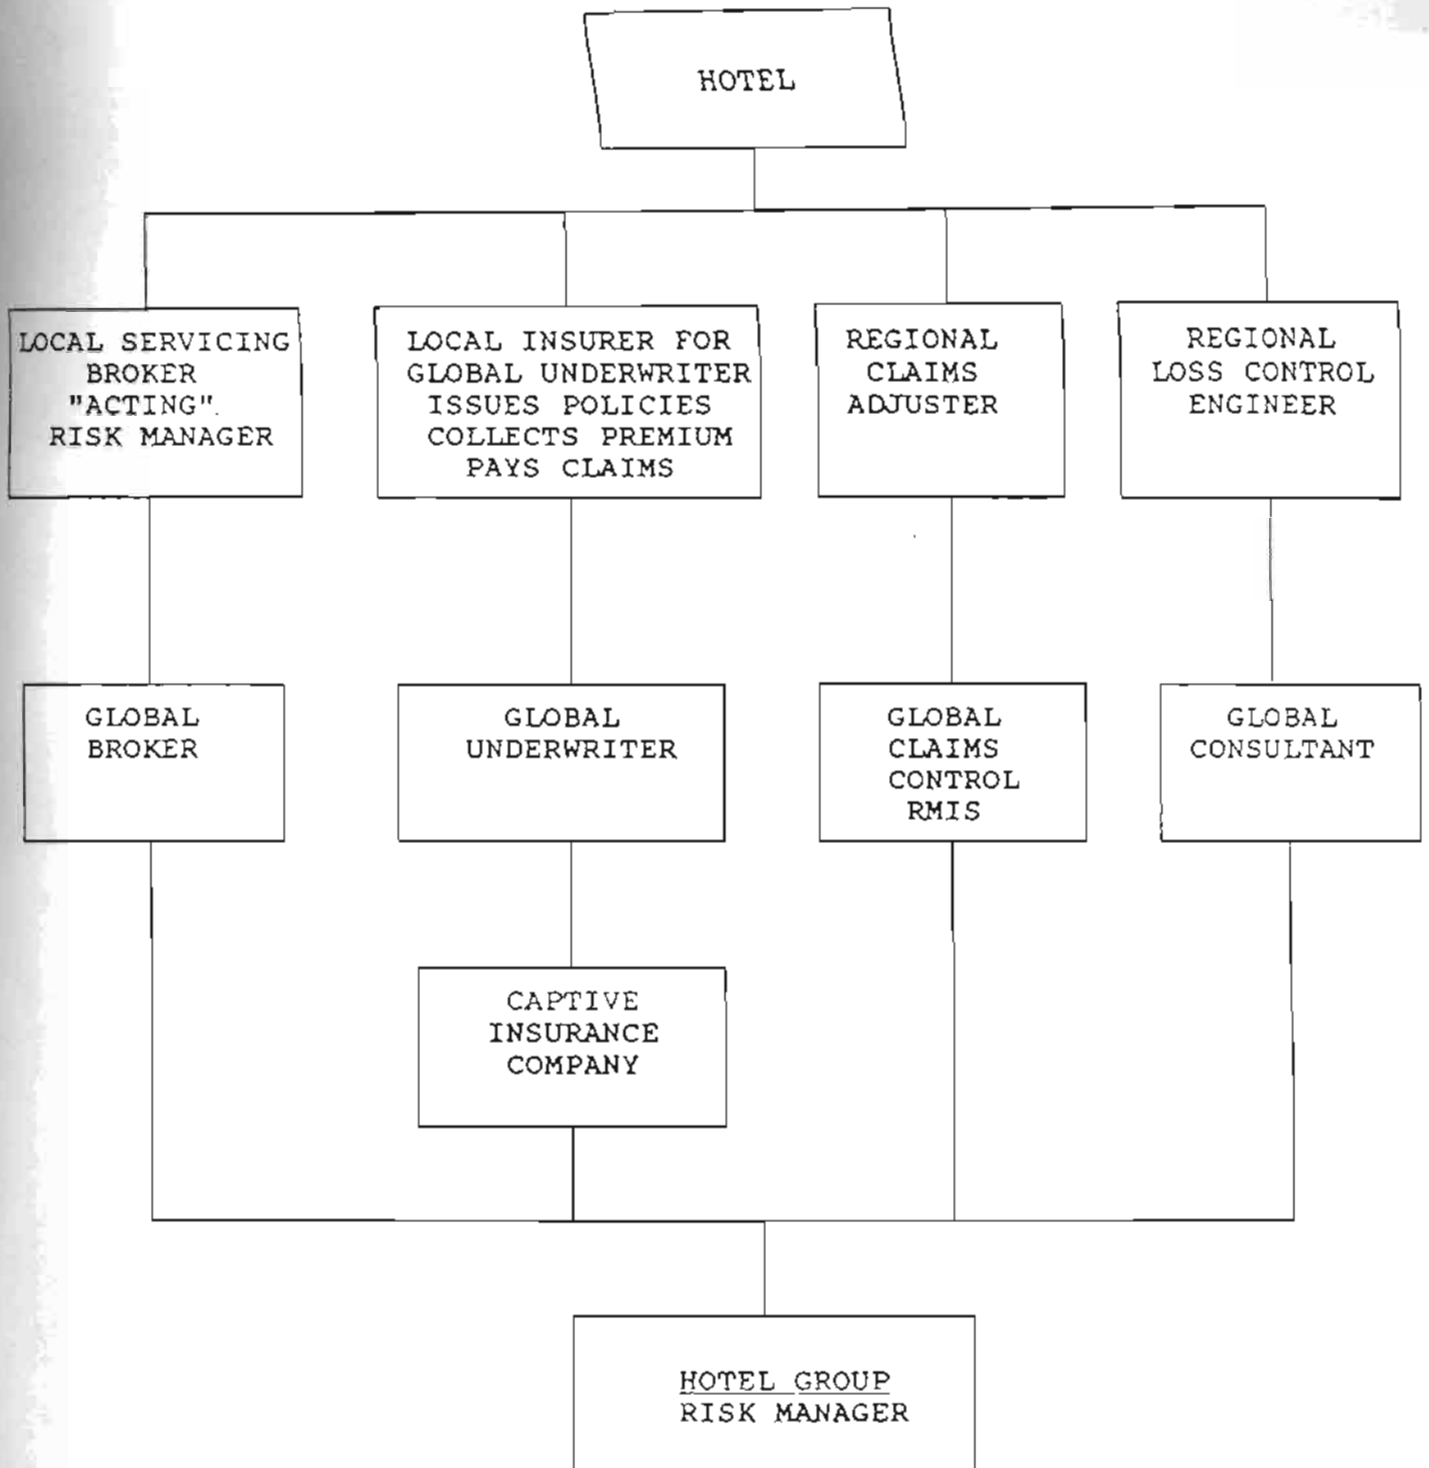 HOTEL
LOCAL SERVICING
BROKER
"ACTING".
RISK MANAGER
LOCAL INSURER FOR
GLOBAL UNDERWRITER
ISSUES POLICIES
COLLECTS PREMIUM
PAYS CLAIMS
REGIONAL
CLAIMS
ADJUSTER
REGIONAL
LOSS CONTROL
ENGINEER
GLOBAL
BROKER
GLOBAL
UNDERWRITER
GLOBAL
CLAIMS
CONTROL
RMIS
GLOBAL
CONSULTANT
CAPTIVE
INSURANCE
COMPANY
HOTEL GROUP
RISK MANAGER